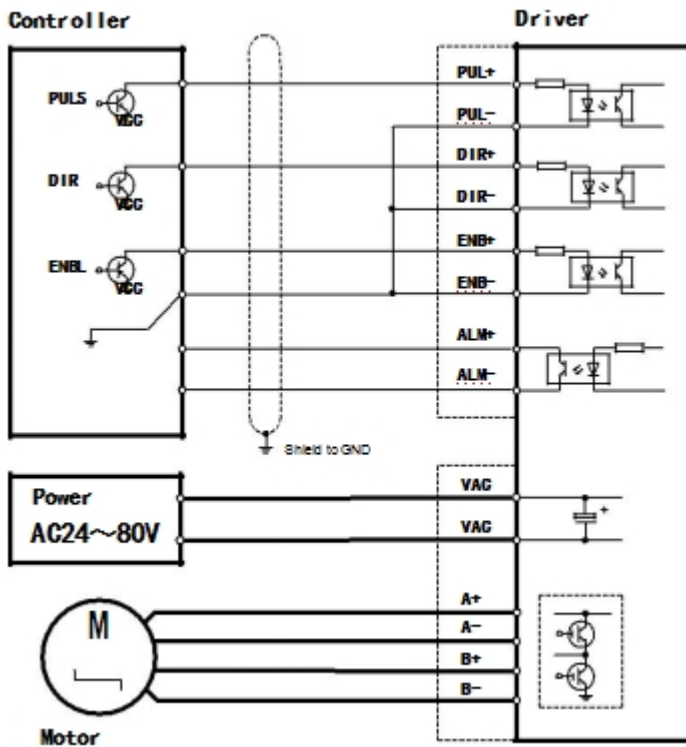 Controller
Driver
PULS
VCC
PUL+
PUL-
DIR
VCC
DIR+
DIR-
ENBL
VCC
ENB+
ENB-
ALM+
ALM-
Shield to GND
Power
AC24～80V
VAC
VAC
M
A+
A-
B+
B-
Motor